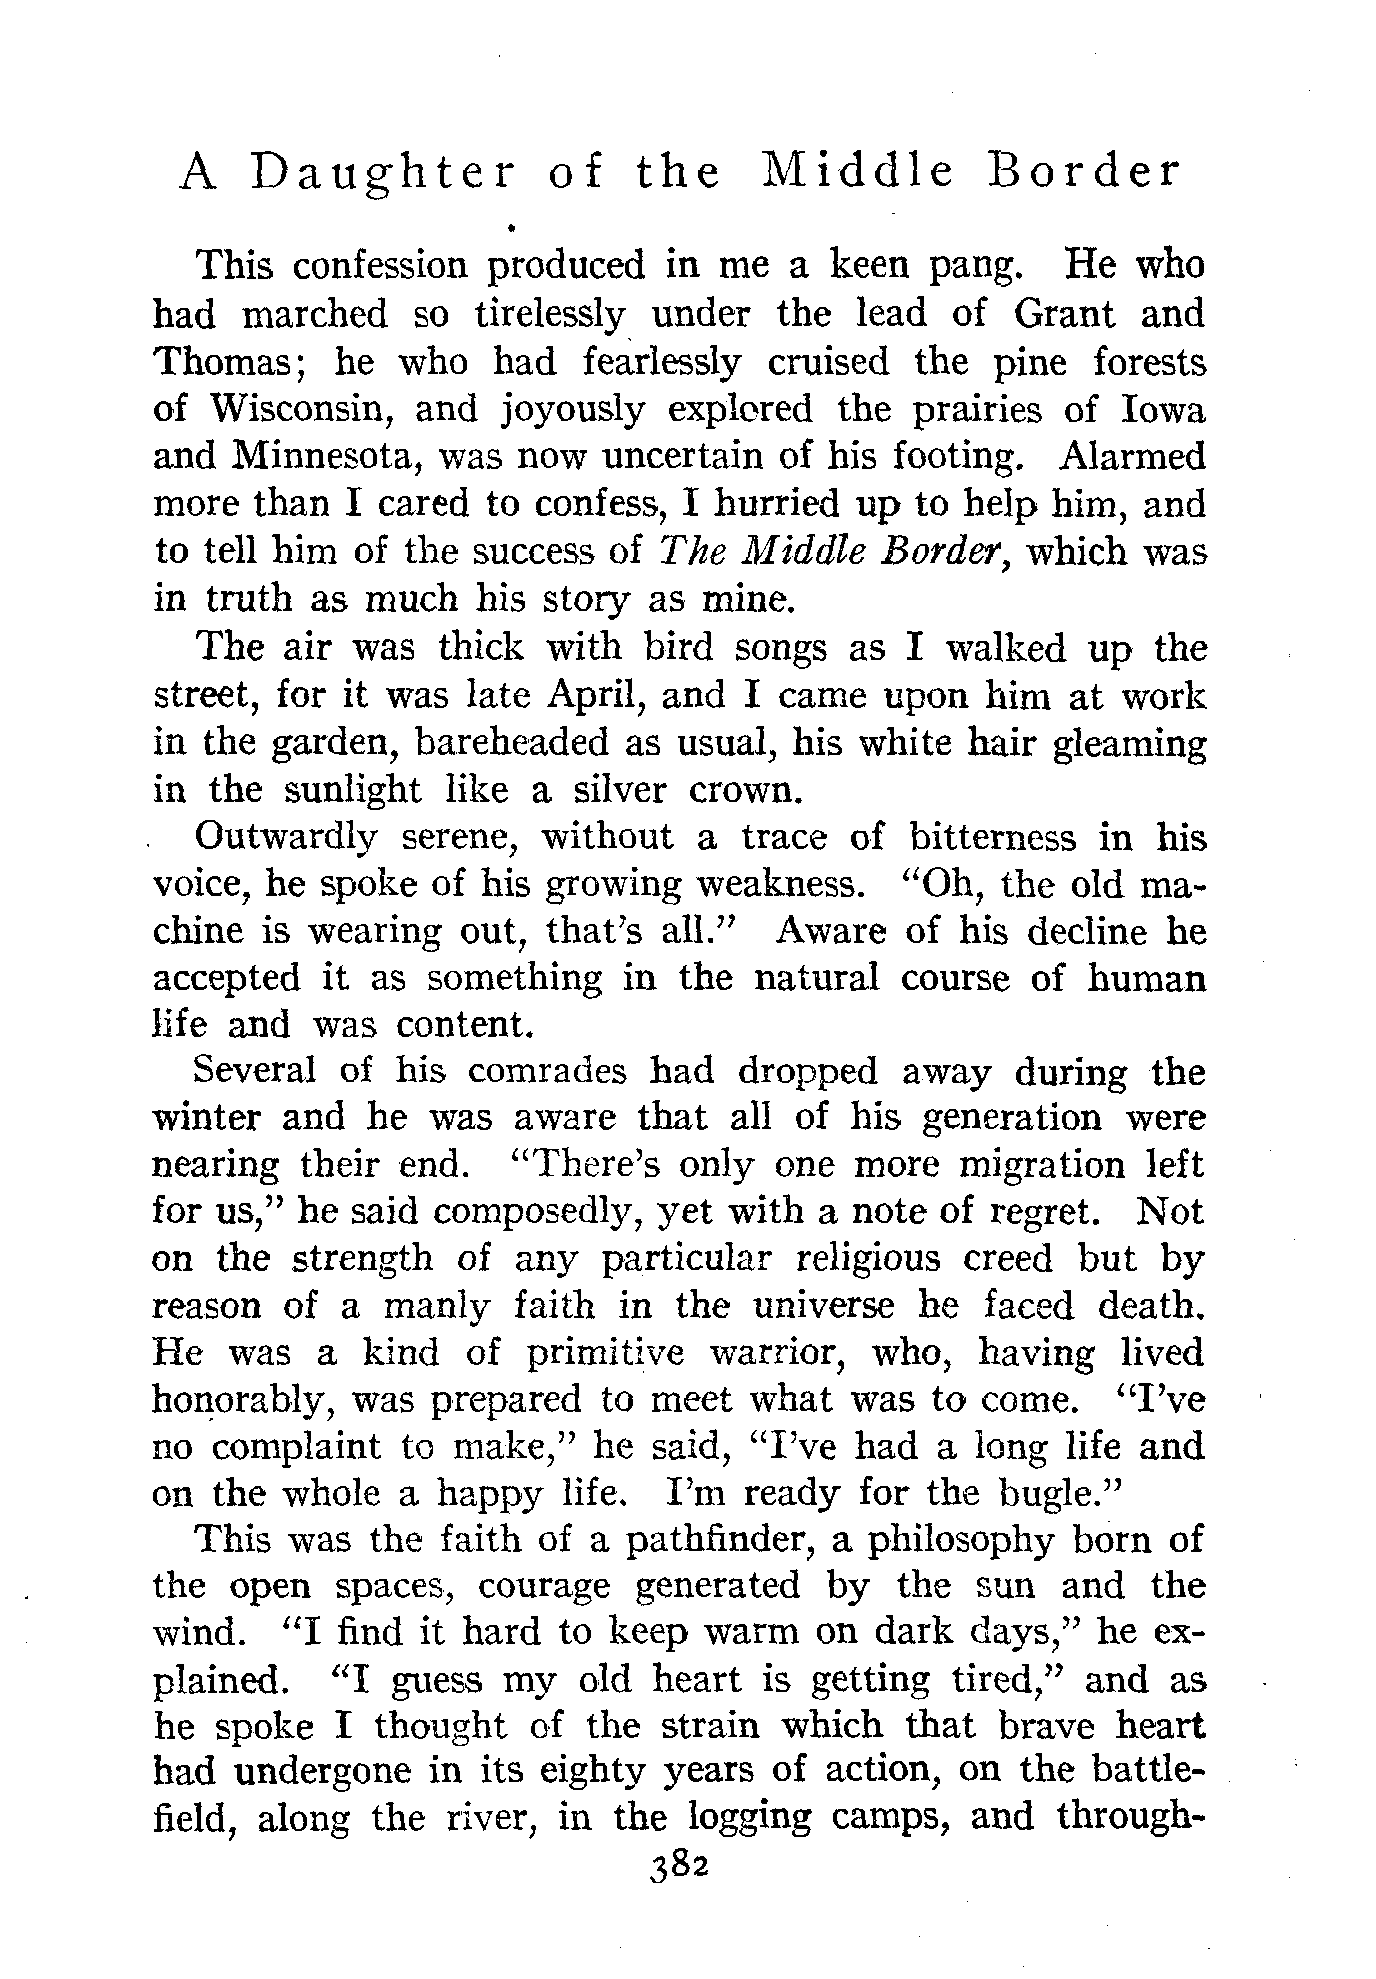 A Daughter of the Middle Border
This confession produced in me a keen pang. He who
had marched so tirelessly under the lead of Grant and
Thomas; he who had fearlessly cruised the pine forests
of Wisconsin, and joyously explored the prairies of Iowa
and Minnesota, was now uncertain of his footing. Alarmed
more than I cared to confess, I hurried up to help him, and
to tell him of the success of The Middle Border, which was
in truth as much his story as mine.
The air was thick with bird songs as I walked up the
street, for it was late April, and I came upon him at work
in the garden, bareheaded as usual, his white hair gleaming
in the sunlight like a silver crown.
Outwardly serene, without a trace of bitterness in his
voice, he spoke of his growing weakness. “Oh, the old ma-
chine is wearing out, that’s all.” Aware of his decline he
accepted it as something in the natural course of human
life and was content.
Several of his comrades had dropped away during the
winter and he was aware that all of his generation were
nearing their end. “There’s only one more migration left
for us,” he said composedly, yet with a note of regret. Not
on the strength of any particular religious creed but by
reason of a manly faith in the universe he faced death.
He was a kind of primitive warrior, who, having lived
honorably, was prepared to meet what was to come. “I’ve
no complaint to make,” he said, “I’ve had a long life and
on the whole a happy life. I’m ready for the bugle.”
This was the faith of a pathfinder, a philosophy born of
the open spaces, courage generated by the sun and the
wind. “I find it hard to keep warm on dark days,” he ex-
plained. “I guess my old heart is getting tired,” and as
he spoke I thought of the strain which that brave heart
had undergone in its eighty years of action, on the battle-
field, along the river, in the logging camps, and through-
382